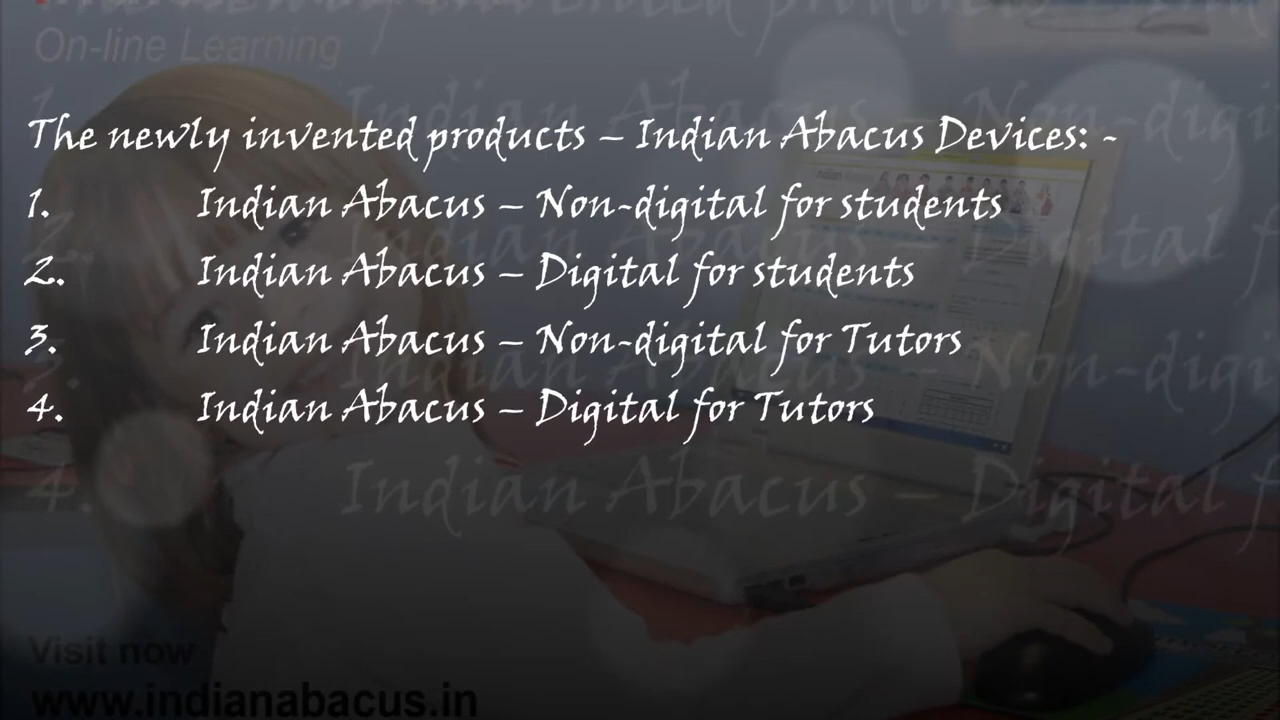 On-line Learning
The newly invented products – Indian Abacus Devices: -
1. Indian Abacus – Non-digital for students
2. Indian Abacus – Digital for students
3. Indian Abacus – Non-digital for Tutors
4. Indian Abacus – Digital for Tutors
Visit now
www.indianabacus.in